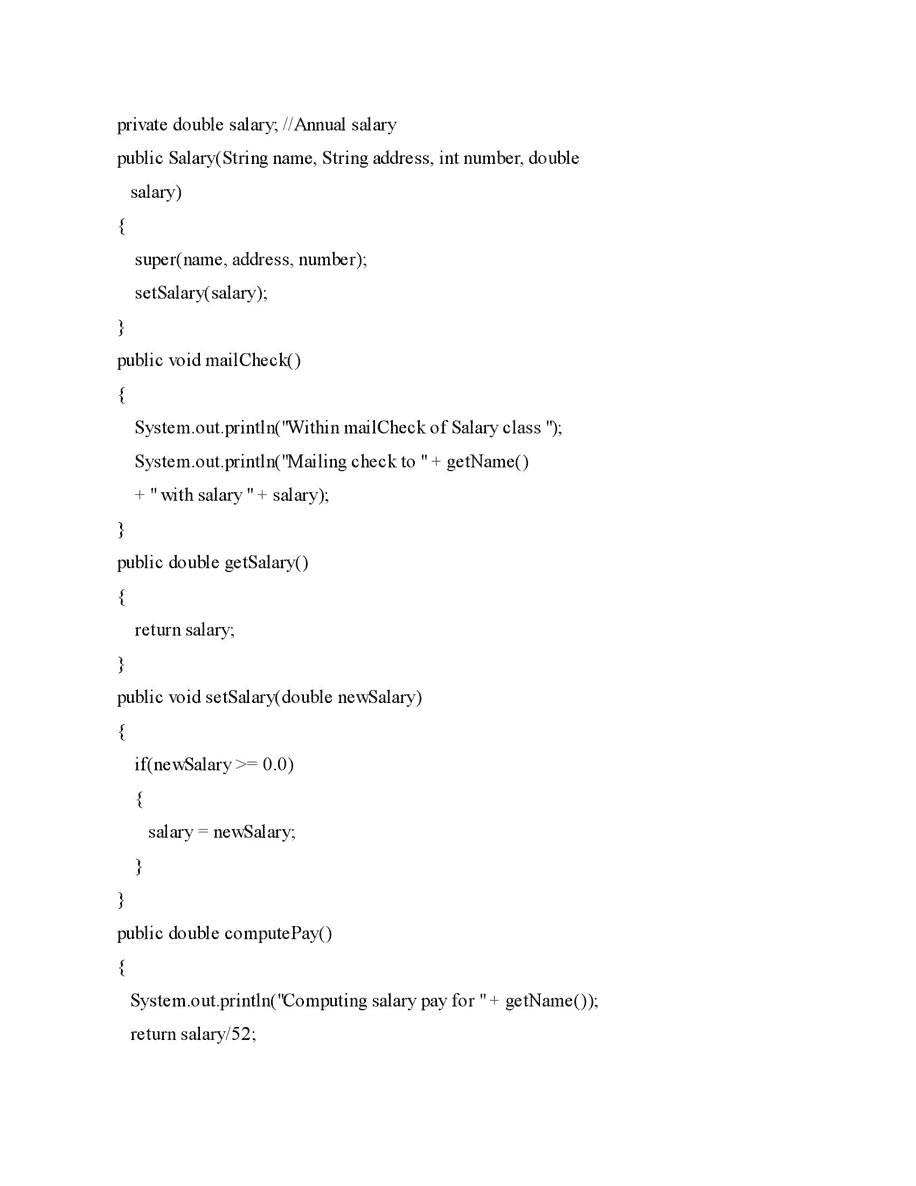 private double salary; //Annual salary
public Salary(String name, String address, int number, double
salary)
{
super(name, address, number);
setSalary(salary);
}
public void mailCheck()
{
System.out.println("Within mailCheck of Salary class ");
System.out.println("Mailing check to " + getName()
+ " with salary " + salary);
}
public double getSalary()
{
return salary;
}
public void setSalary(double newSalary)
{
if(newSalary >= 0.0)
{
salary = newSalary;
}
}
public double computePay()
{
System.out.println("Computing salary pay for " + getName());
return salary/52;